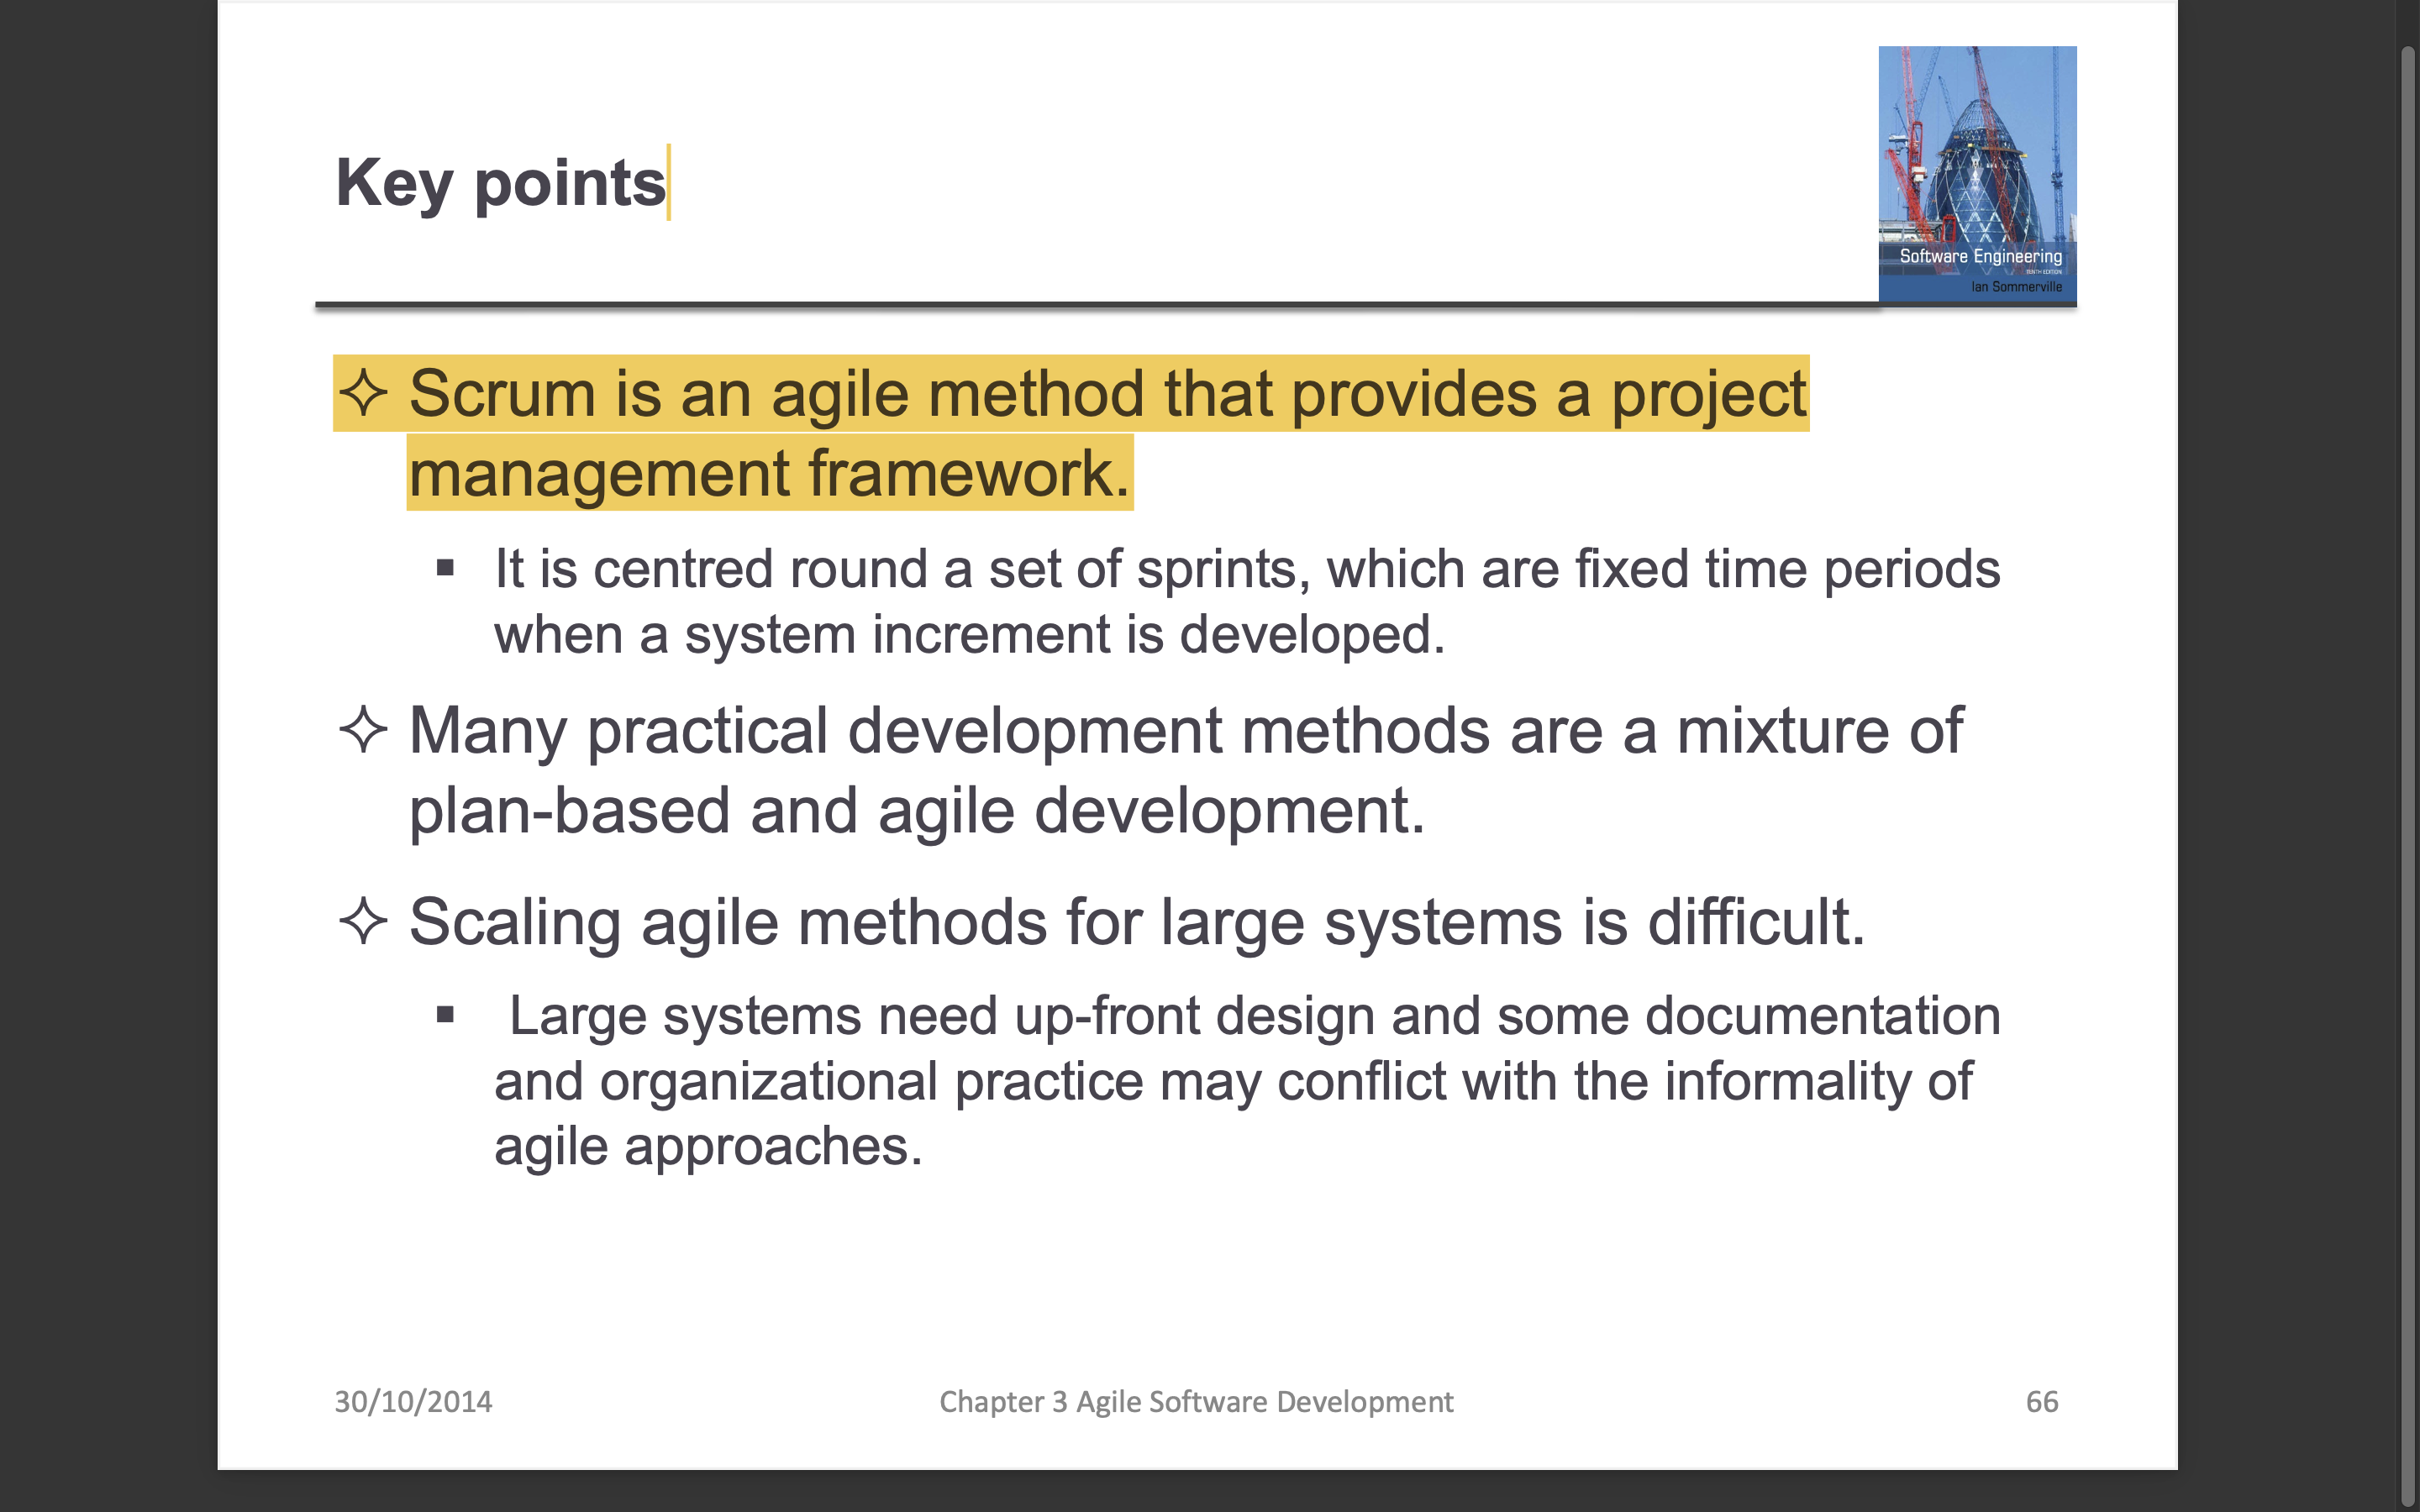 Key points
Software Engineering
Ian Sommerville
✧ Scrum is an agile method that provides a project
management framework.
▪ It is centred round a set of sprints, which are fixed time periods
when a system increment is developed.
✧ Many practical development methods are a mixture of
plan-based and agile development.
✧ Scaling agile methods for large systems is difficult.
▪ Large systems need up-front design and some documentation
and organizational practice may conflict with the informality of
agile approaches.
30/10/2014
Chapter 3 Agile Software Development
66